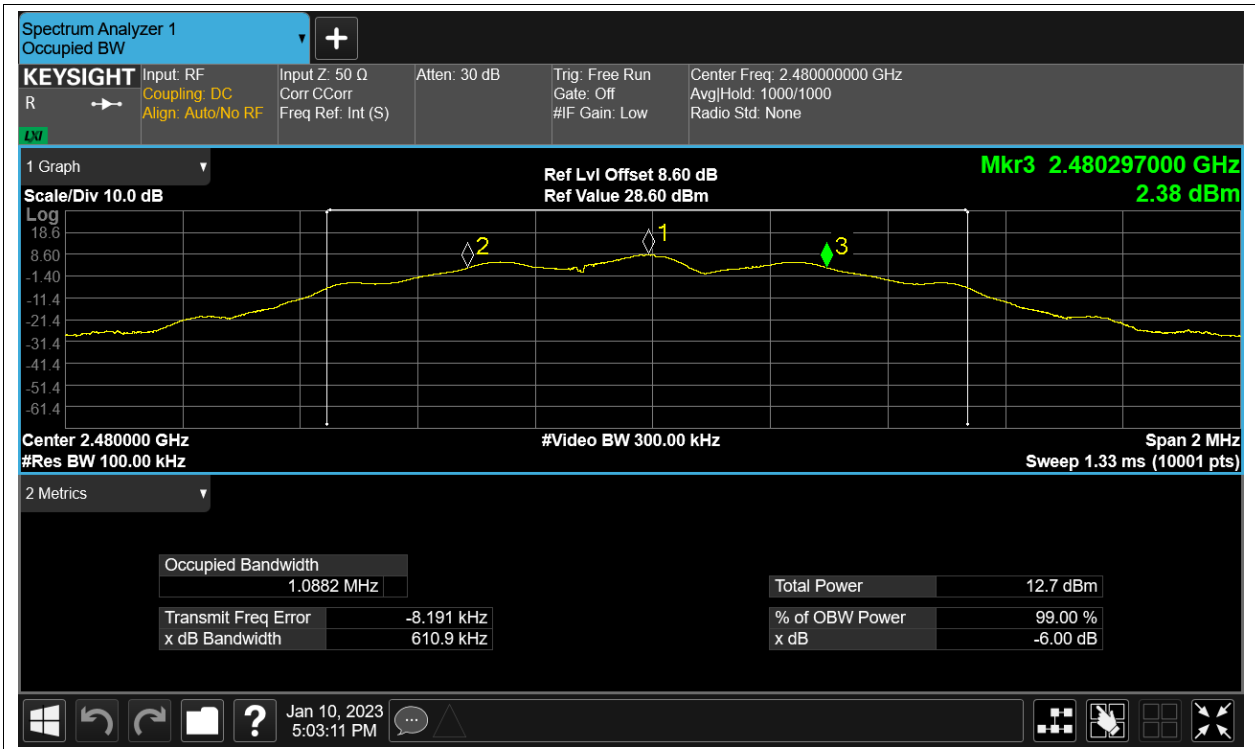 Spectrum Analyzer 1
Occupied BW
KEYSIGHT
R
LXI
Input: RF
Coupling: DC
Align: Auto/No RF
Input Z: 50 Ω
Corr CCorr
Freq Ref: Int (S)
Atten: 30 dB
Trig: Free Run
Gate: Off
#IF Gain: Low
Center Freq: 2.480000000 GHz
Avg|Hold: 1000/1000
Radio Std: None
1 Graph
Scale/Div 10.0 dB
Ref Lvl Offset 8.60 dB
Ref Value 28.60 dBm
Mkr3 2.480297000 GHz
2.38 dBm
Log
18.6
8.60
-1.40
-11.4
-21.4
-31.4
-41.4
-51.4
-61.4
2
1
3
Center 2.480000 GHz
#Res BW 100.00 kHz
#Video BW 300.00 kHz
Span 2 MHz
Sweep 1.33 ms (10001 pts)
2 Metrics
Occupied Bandwidth
1.0882 MHz
Transmit Freq Error -8.191 kHz
x dB Bandwidth 610.9 kHz
Total Power 12.7 dBm
% of OBW Power 99.00 %
x dB -6.00 dB
?
Jan 10, 2023
5:03:11 PM